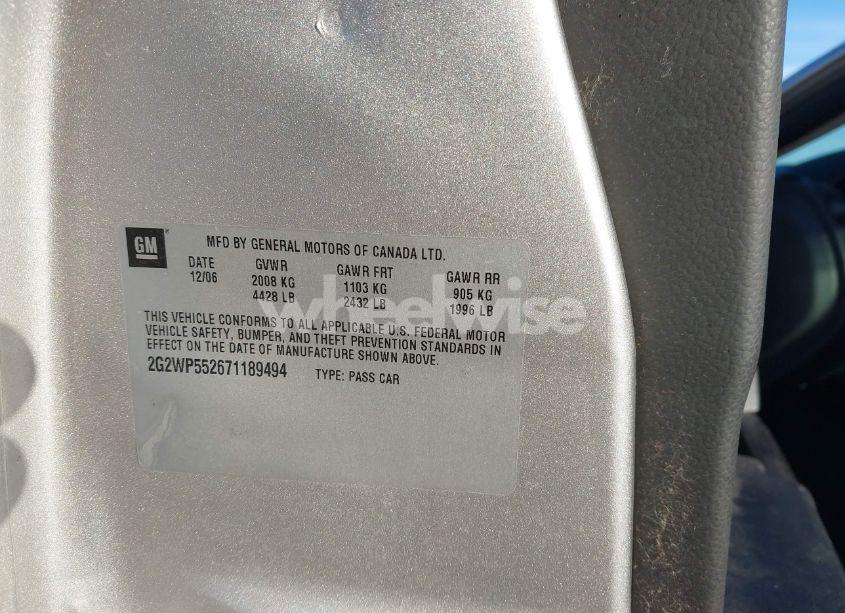 GM
MFD BY GENERAL MOTORS OF CANADA LTD.
DATE GVWR GAWR FRT GAWR RR
12/06 2008 KG 1103 KG 905 KG
4428 LB 2432 LB 1996 LB
THIS VEHICLE CONFORMS TO ALL APPLICABLE U.S. FEDERAL MOTOR
VEHICLE SAFETY, BUMPER, AND THEFT PREVENTION STANDARDS IN
EFFECT ON THE DATE OF MANUFACTURE SHOWN ABOVE.
2G2WP552671189494 TYPE: PASS CAR
wheelwise